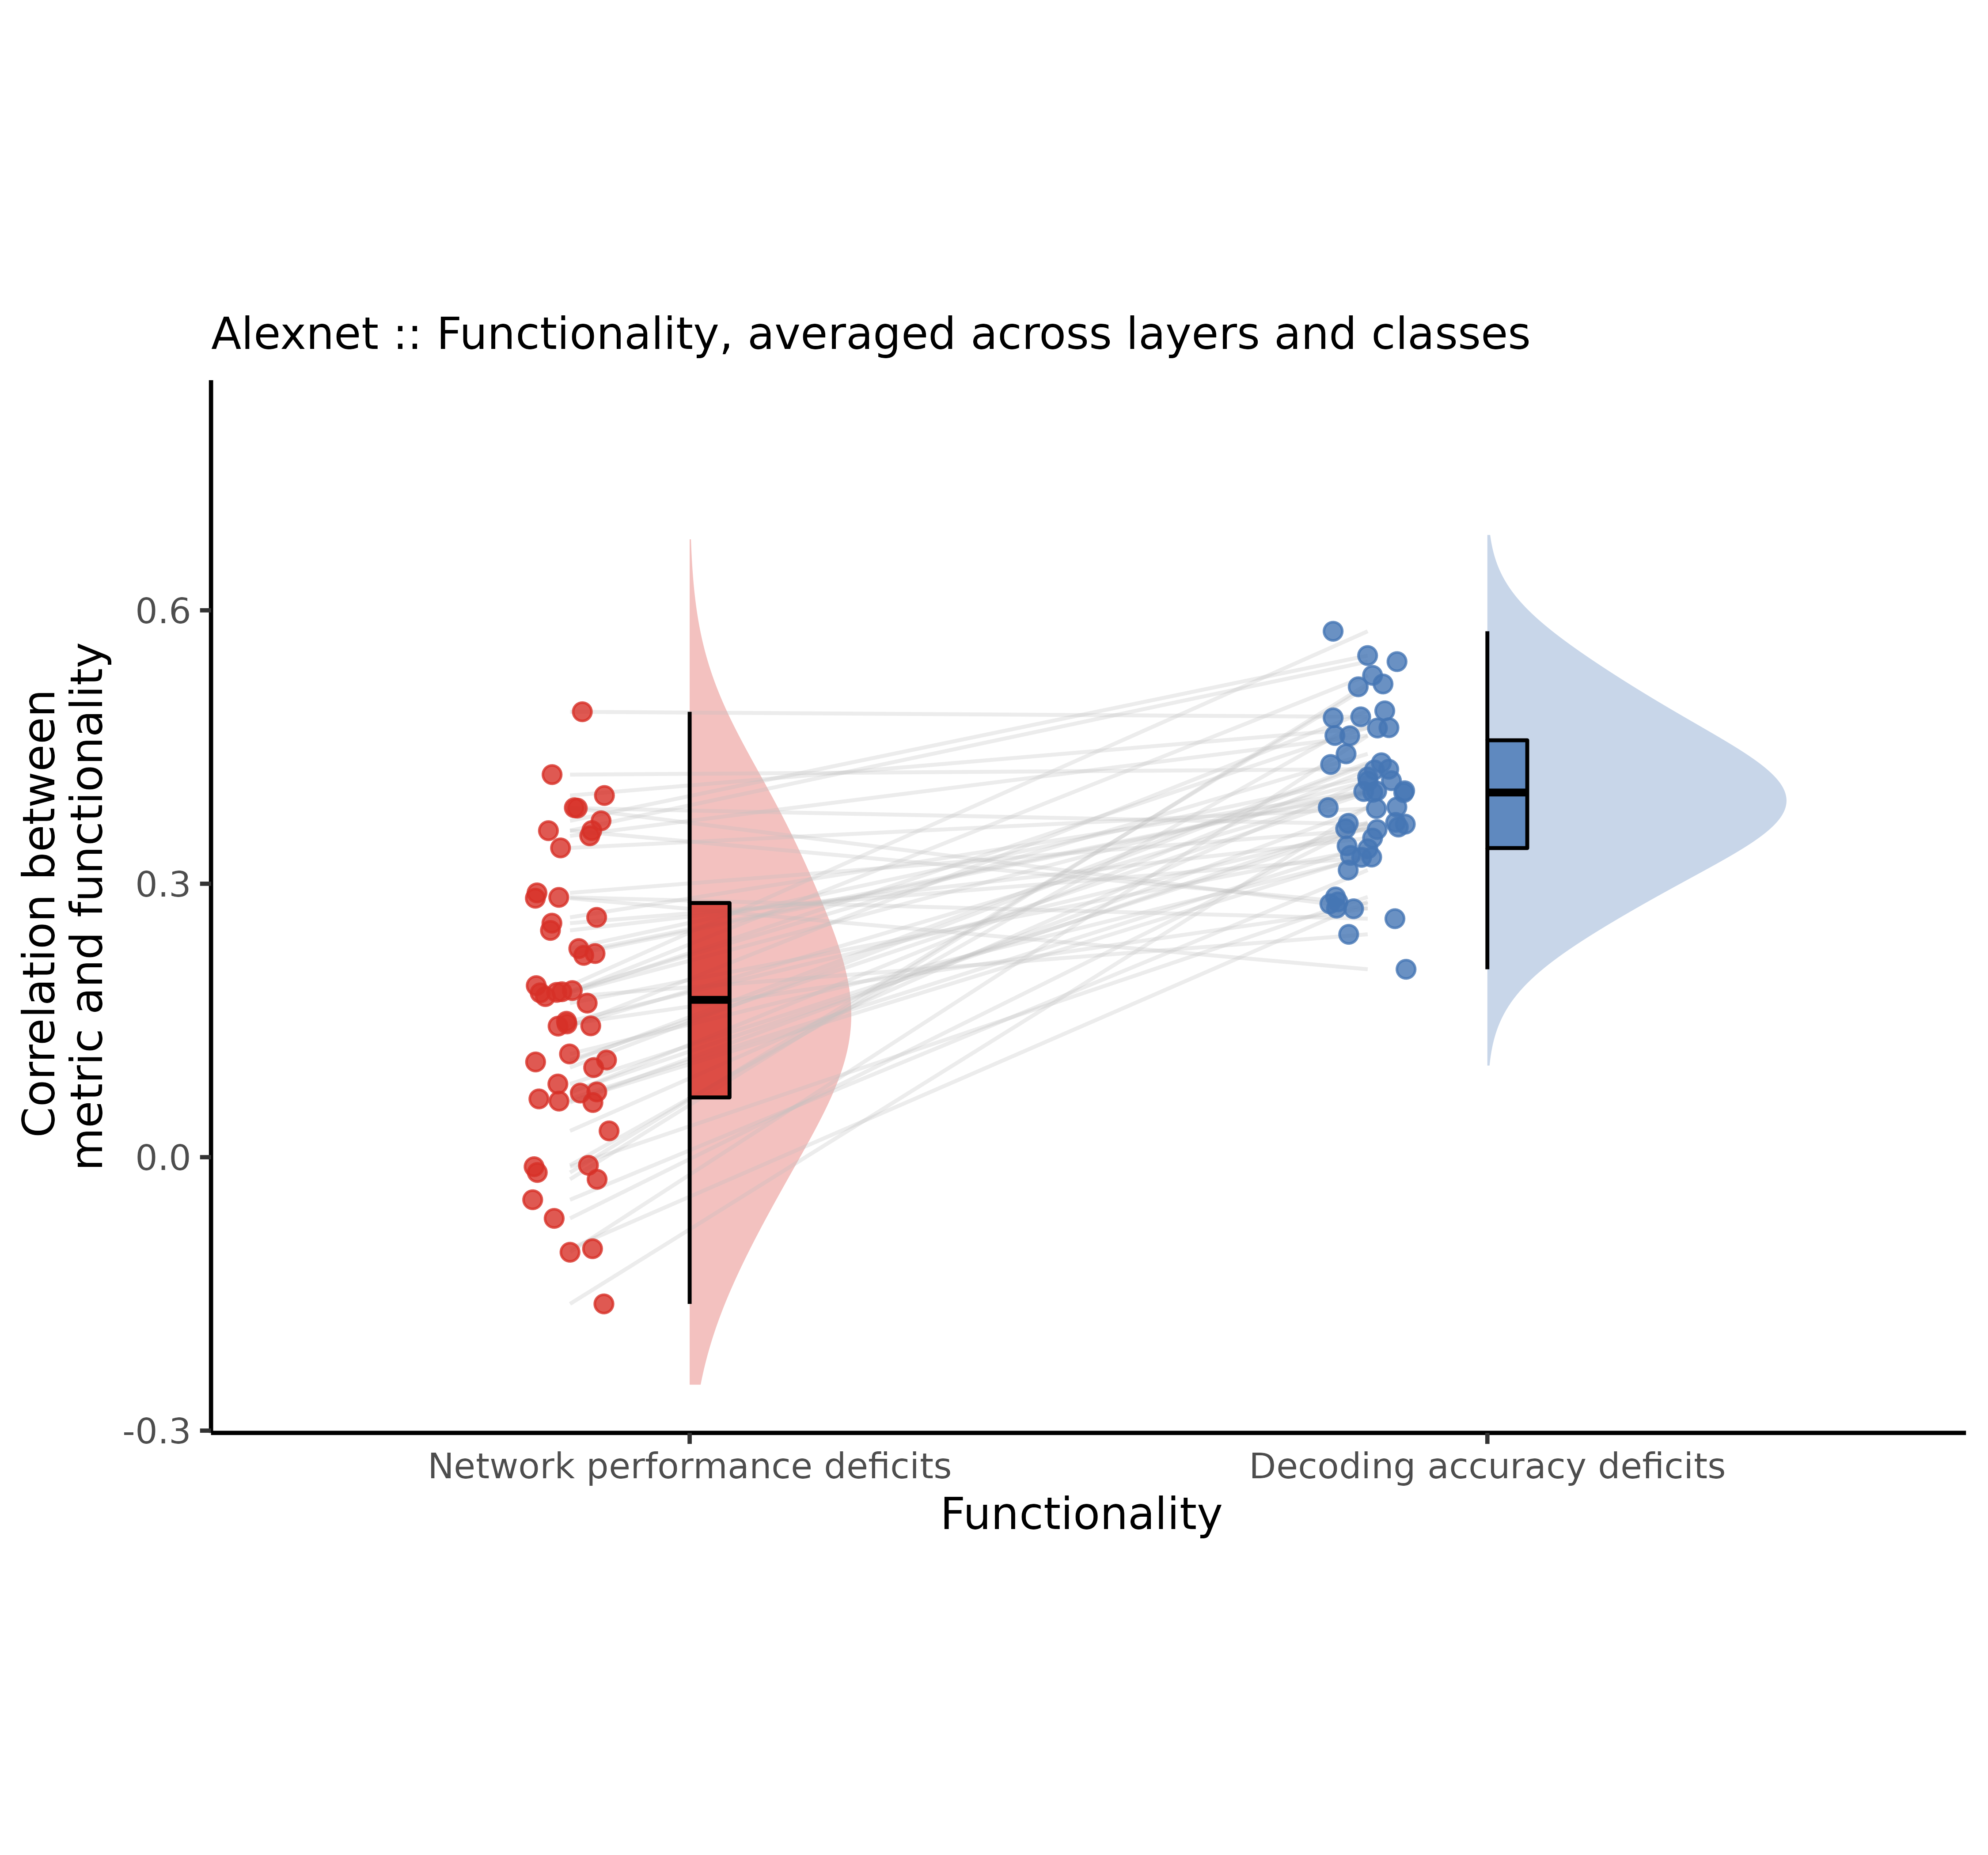 Alexnet :: Functionality, averaged across layers and classes
Correlation between
metric and functionality
0.6
0.3
0.0
-0.3
Network performance deficits
Decoding accuracy deficits
Functionality